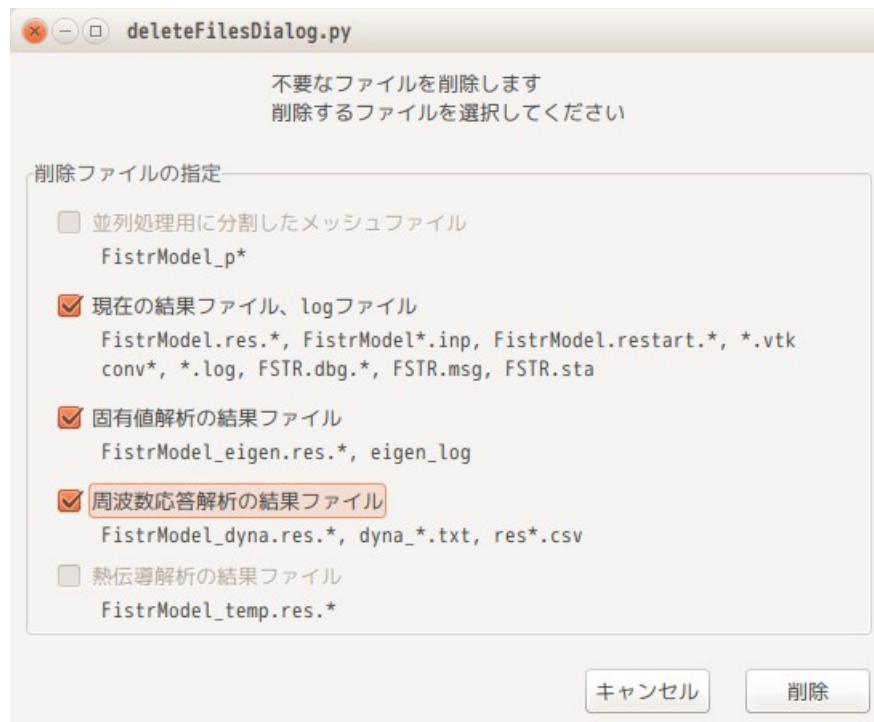 deleteFilesDialog.py
不要なファイルを削除します
削除するファイルを選択してください
削除ファイルの指定
並列処理用に分割したメッシュファイル
FistrModel_p*
現在の結果ファイル、logファイル
FistrModel.res.*, FistrModel*.inp, FistrModel.restart.*, *.vtk
conv*, *.log, FSTR.dbg.*, FSTR.msg, FSTR.sta
固有値解析の結果ファイル
FistrModel_eigen.res.*, eigen_log
周波数応答解析の結果ファイル
FistrModel_dyna.res.*, dyna_*.txt, res*.csv
熱伝導解析の結果ファイル
FistrModel_temp.res.*
キャンセル 削除